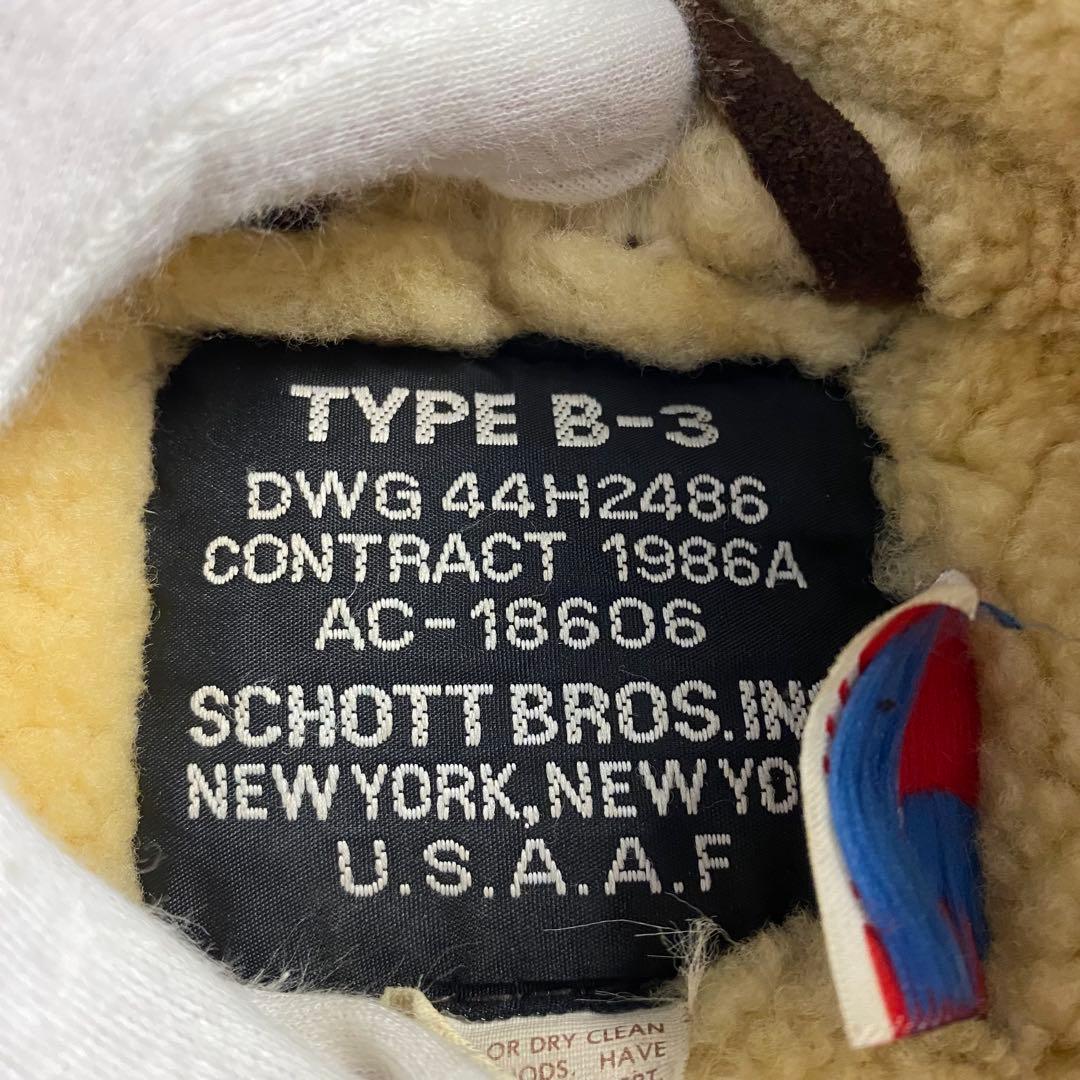 TYPE B-3
DWG 44H2486
CONTRACT 1986A
AC-18606
SCHOTT BROS. IN
NEW YORK, NEW YO
U.S.A.A.F
OR DRY CLEAN
ODS. HAVE